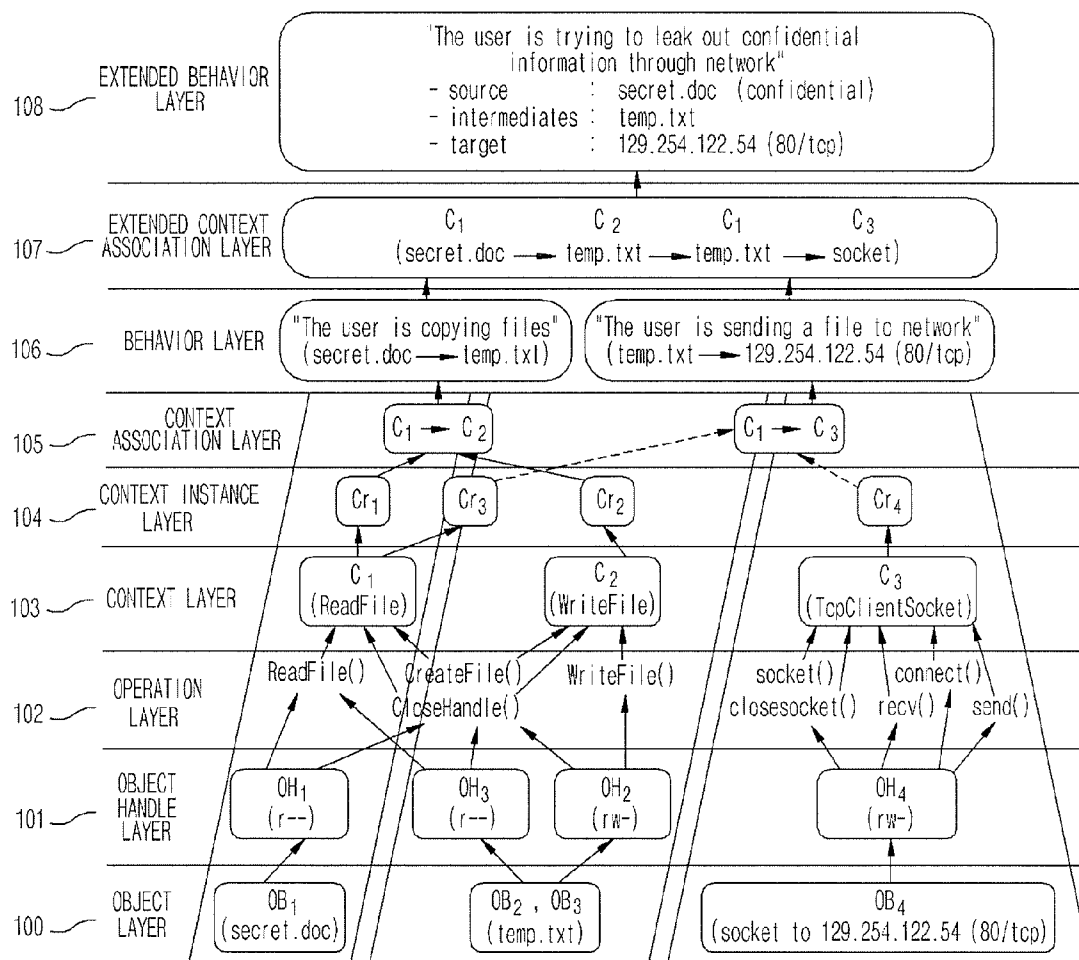 "The user is trying to leak out confidential
information through network"
- source : secret.doc (confidential)
- intermediates : temp.txt
- target : 129.254.122.54 (80/tcp)
EXTENDED BEHAVIOR
LAYER
108
EXTENDED CONTEXT
ASSOCIATION LAYER
107
C1 C2 C1 C3
(secret.doc → temp.txt → temp.txt → socket)
BEHAVIOR LAYER
106
"The user is copying files"
(secret.doc → temp.txt)
"The user is sending a file to network"
(temp.txt → 129.254.122.54 (80/tcp)
CONTEXT
ASSOCIATION LAYER
105
C1 → C2
C1 → C3
CONTEXT INSTANCE
LAYER
104
Cr1
Cr3
Cr2
Cr4
CONTEXT LAYER
103
C1
(ReadFile)
C2
(WriteFile)
C3
(TcpClientSocket)
OPERATION
LAYER
102
ReadFile()
CreateFile()
WriteFile()
CloseHandle()
socket()
connect()
closesocket()
recv()
send()
OBJECT
HANDLE
LAYER
101
OH1
(r--)
OH3
(r--)
OH2
(rw-)
OH4
(rw-)
OBJECT
LAYER
100
OB1
(secret.doc)
OB2 , OB3
(temp.txt)
OB4
(socket to 129.254.122.54 (80/tcp)